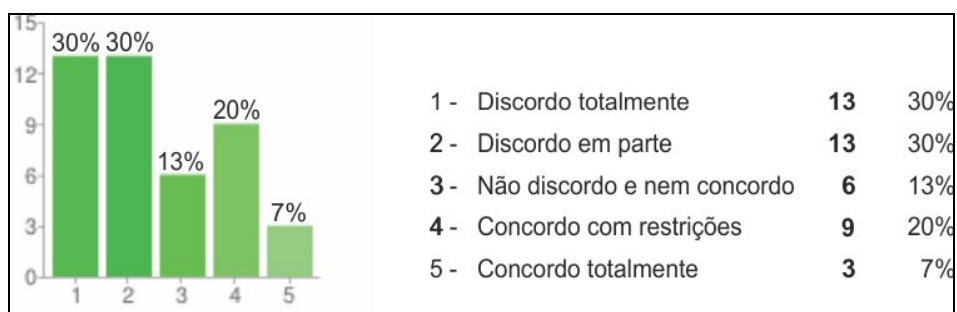 15
30% 30%
12
20%
9
13%
6
7%
3
0
1 2 3 4 5
1 - Discordo totalmente 13 30%
2 - Discordo em parte 13 30%
3 - Não discordo e nem concordo 6 13%
4 - Concordo com restrições 9 20%
5 - Concordo totalmente 3 7%